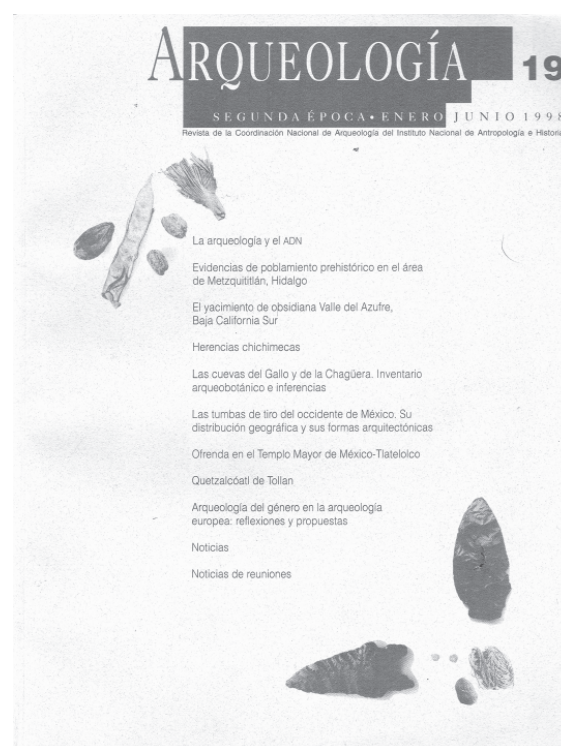 ARQUEOLOGÍA 19
SEGUNDA ÉPOCA • ENERO JUNIO 1998
Revista de la Coordinación Nacional de Arqueología del Instituto Nacional de Antropología e Historia
La arqueología y el ADN
Evidencias de poblamiento prehistórico en el área
de Metzquititlán, Hidalgo
El yacimiento de obsidiana Valle del Azufre,
Baja California Sur
Herencias chichimecas
Las cuevas del Gallo y de la Chagüera. Inventario
arqueobotánico e inferencias
Las tumbas de tiro del occidente de México. Su
distribución geográfica y sus formas arquitectónicas
Ofrenda en el Templo Mayor de México-Tlatelolco
Quetzalcóatl de Tollan
Arqueología del género en la arqueología
europea: reflexiones y propuestas
Noticias
Noticias de reuniones